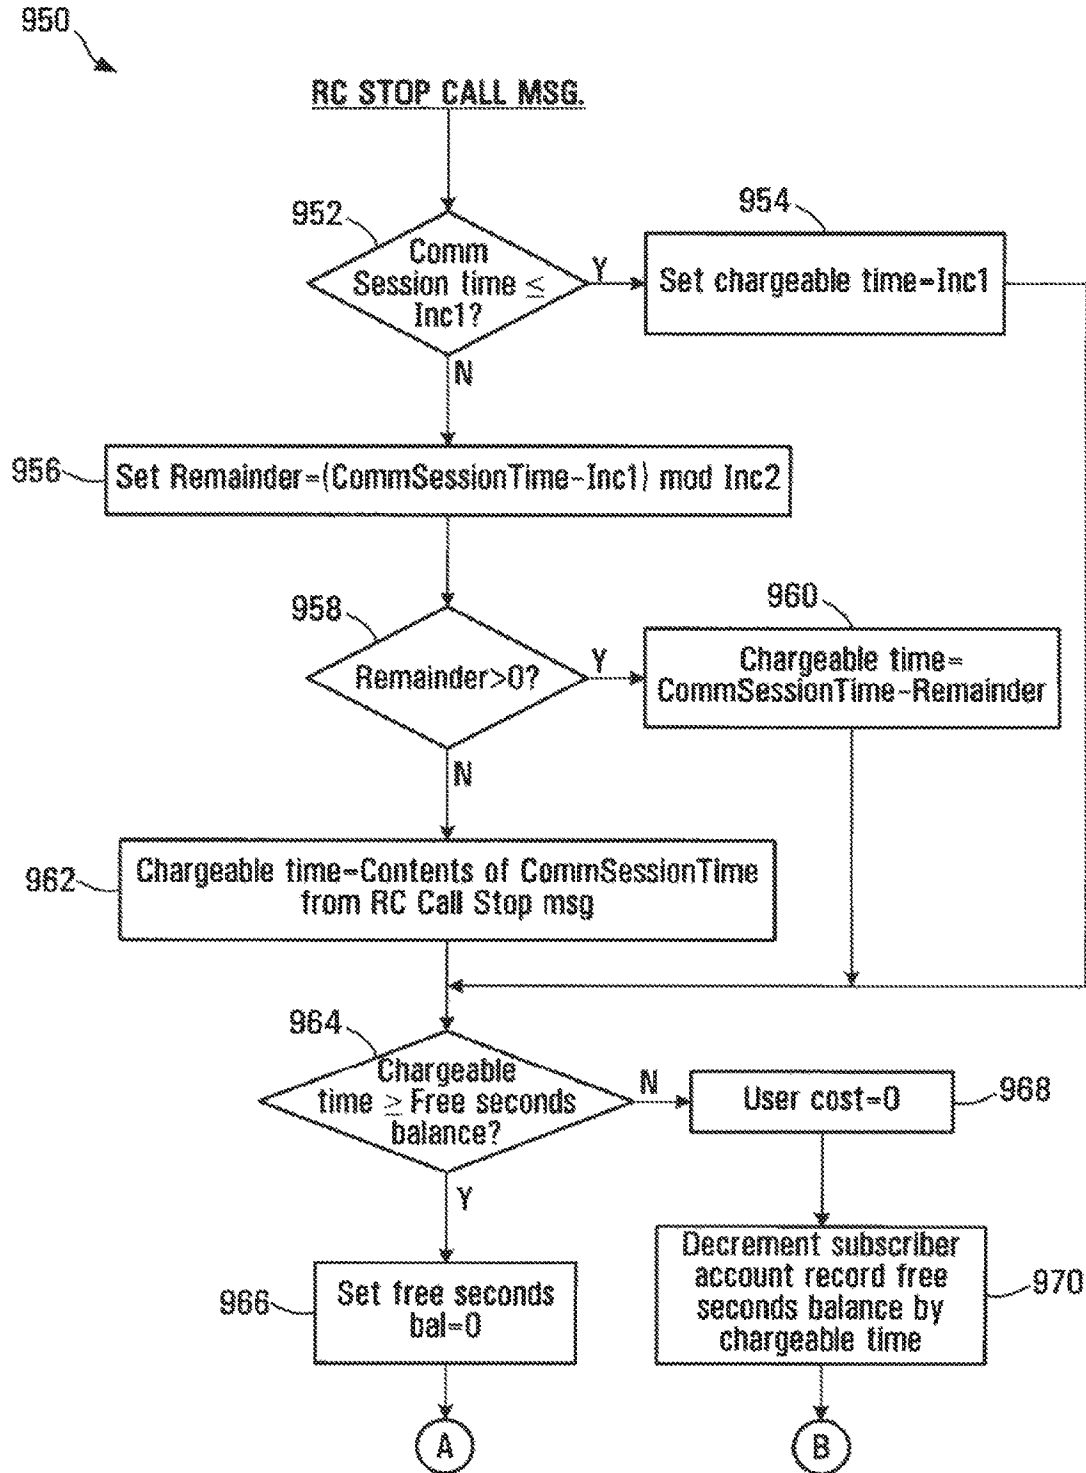 950
RC STOP CALL MSG.
952
954
Comm
Session time ≤
Inc1?
Y
Set chargeable time=Inc1
N
956
Set Remainder=(CommSessionTime-Inc1) mod Inc2
958
960
Remainder>0?
Y
Chargeable time=
CommSessionTime-Remainder
N
962
Chargeable time=Contents of CommSessionTime
from RC Call Stop msg
964
Chargeable
time ≥ Free seconds
balance?
N
User cost=0
968
Y
966
Set free seconds
bal=0
Decrement subscriber
account record free
seconds balance by
chargeable time
970
A
B